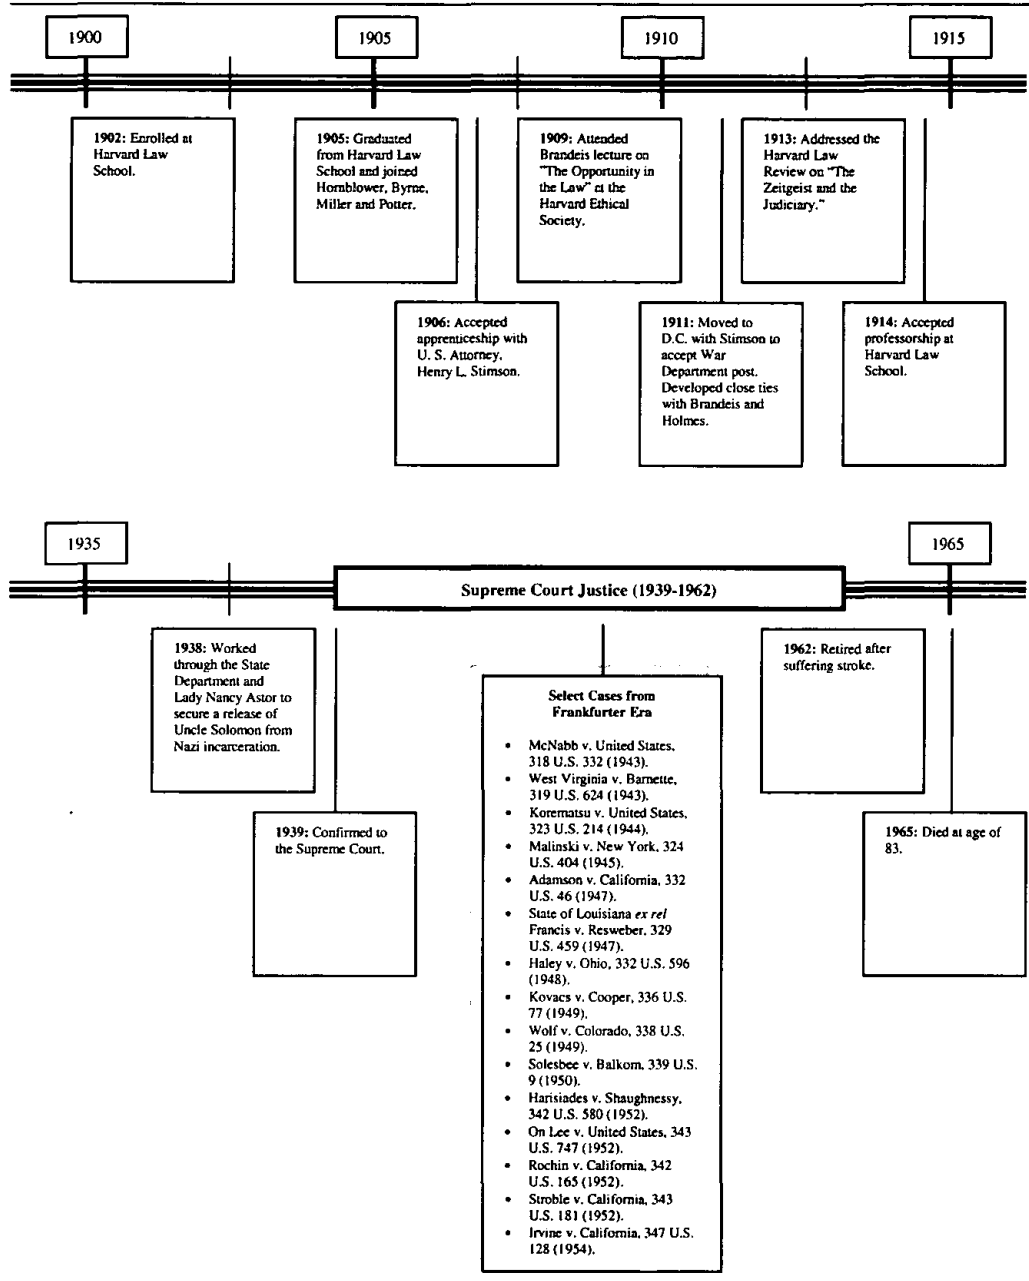 1900
1905
1910
1915
1902: Enrolled at
Harvard Law
School.
1905: Graduated
from Harvard Law
School and joined
Hornblower, Byrne,
Miller and Potter.
1909: Attended
Brandeis lecture on
"The Opportunity in
the Law" at the
Harvard Ethical
Society.
1913: Addressed the
Harvard Law
Review on "The
Zeitgeist and the
Judiciary."
1906: Accepted
apprenticeship with
U. S. Attorney,
Henry L. Stimson.
1911: Moved to
D.C. with Stimson to
accept War
Department post.
Developed close ties
with Brandeis and
Holmes.
1914: Accepted
professorship at
Harvard Law
School.
1935
1965
Supreme Court Justice (1939-1962)
1938: Worked
through the State
Department and
Lady Nancy Astor to
secure a release of
Uncle Solomon from
Nazi incarceration.
1939: Confirmed to
the Supreme Court.
Select Cases from
Frankfurter Era
• McNabb v. United States,
318 U.S. 332 (1943).
• West Virginia v. Barnette,
319 U.S. 624 (1943).
• Korematsu v. United States,
323 U.S. 214 (1944).
• Malinski v. New York, 324
U.S. 404 (1945).
• Adamson v. California, 332
U.S. 46 (1947).
• State of Louisiana ex rel
Francis v. Resweber, 329
U.S. 459 (1947).
• Haley v. Ohio, 332 U.S. 596
(1948).
• Kovacs v. Cooper, 336 U.S.
77 (1949).
• Wolf v. Colorado, 338 U.S.
25 (1949).
• Solesbee v. Balkom, 339 U.S.
9 (1950).
• Harisiades v. Shaughnessy,
342 U.S. 580 (1952).
• On Lee v. United States, 343
U.S. 747 (1952).
• Rochin v. California, 342
U.S. 165 (1952).
• Stroble v. California, 343
U.S. 181 (1952).
• Irvine v. California, 347 U.S.
128 (1954).
1962: Retired after
suffering stroke.
1965: Died at age of
83.